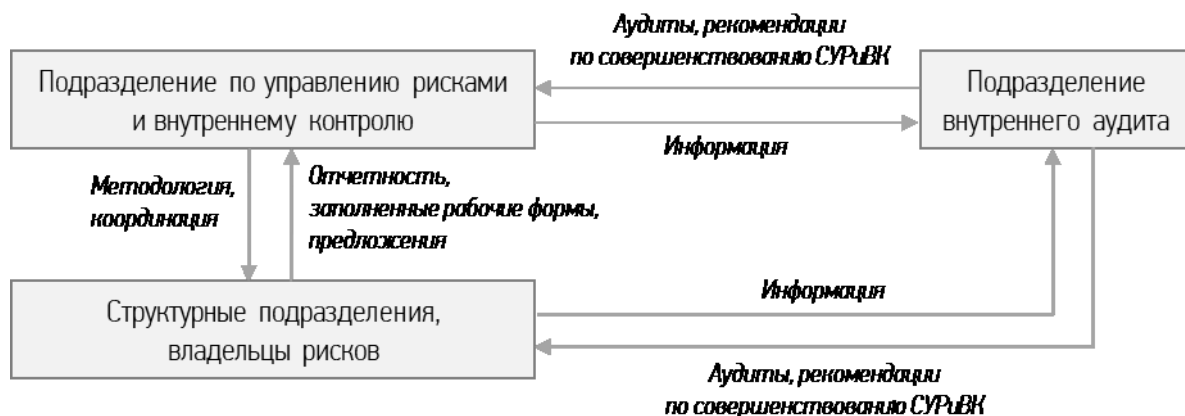 Аудиты, рекомендации
по совершенствованию СУРиВК
Подразделение по управлению рисками
и внутреннему контролю
Подразделение
внутреннего аудита
Информация
Методология,
координация
Отчетность,
заполненные рабочие формы,
предложения
Структурные подразделения,
владельцы рисков
Информация
Аудиты, рекомендации
по совершенствованию СУРиВК